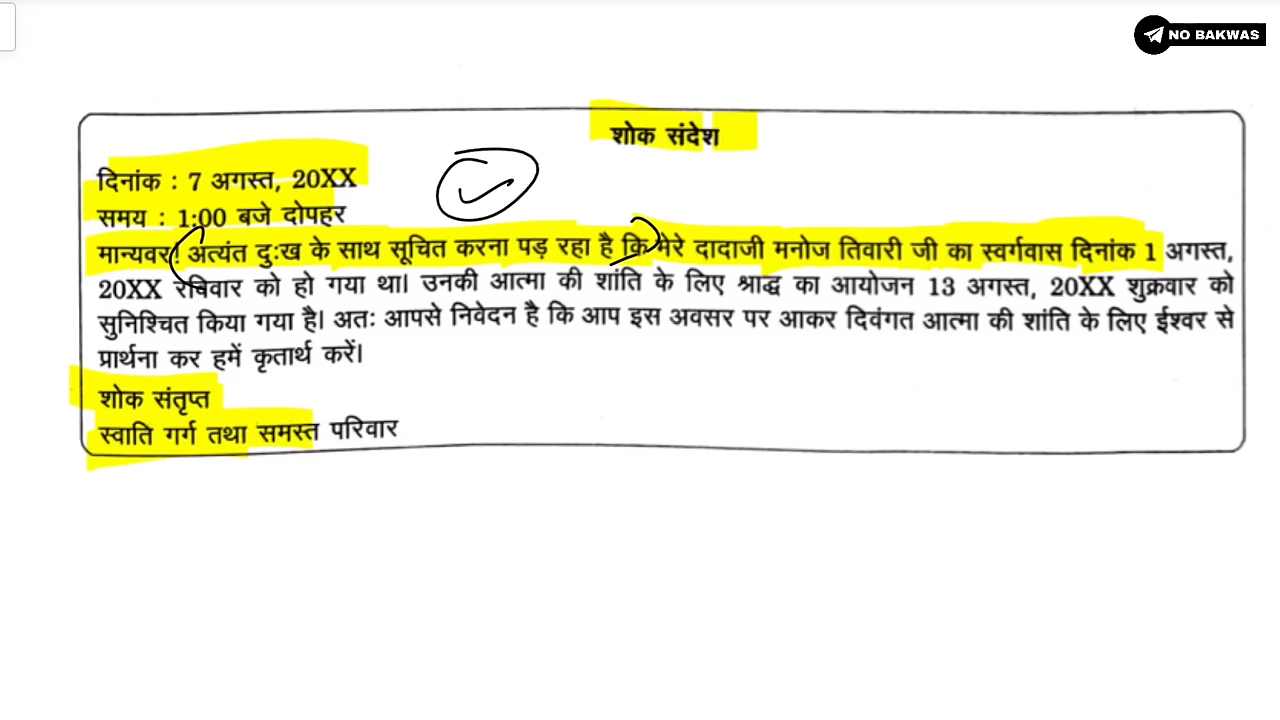 NO BAKWAS
शोक संदेश
दिनांक : 7 अगस्त, 20XX
समय : 1:00 बजे दोपहर
मान्यवर! अत्यंत दुःख के साथ सूचित करना पड़ रहा है कि मेरे दादाजी मनोज तिवारी जी का स्वर्गवास दिनांक 1 अगस्त,
20XX रविवार को हो गया था। उनकी आत्मा की शांति के लिए श्राद्ध का आयोजन 13 अगस्त, 20XX शुक्रवार को
सुनिश्चित किया गया है। अतः आपसे निवेदन है कि आप इस अवसर पर आकर दिवंगत आत्मा की शांति के लिए ईश्वर से
प्रार्थना कर हमें कृतार्थ करें।
शोक संतृप्त
स्वाति गर्ग तथा समस्त परिवार